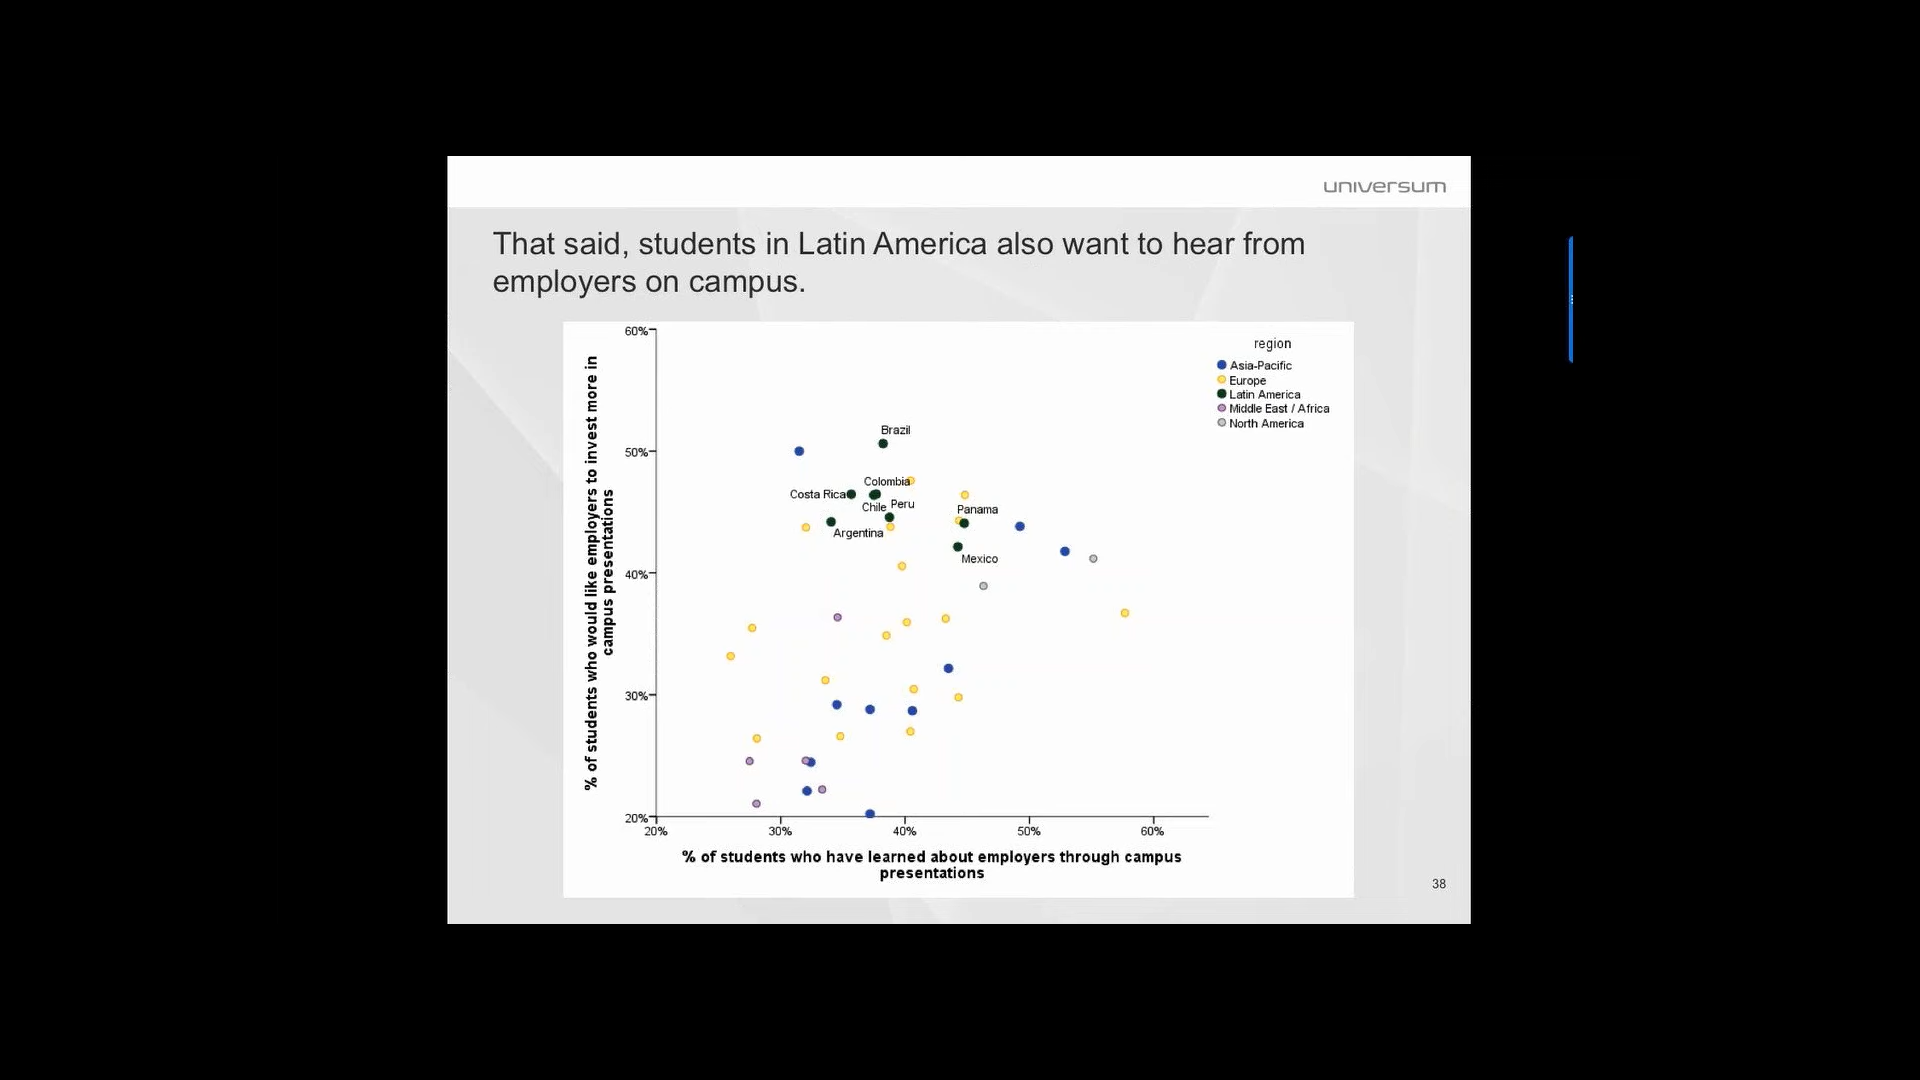 universum
That said, students in Latin America also want to hear from
employers on campus.
% of students who would like employers to invest more in
campus presentations
60%
50%
40%
30%
20%
region
Asia-Pacific
Europe
Latin America
Middle East / Africa
North America
Brazil
Colombia
Costa Rica
Chile
Peru
Panama
Argentina
Mexico
20%
30%
40%
50%
60%
% of students who have learned about employers through campus
presentations
38